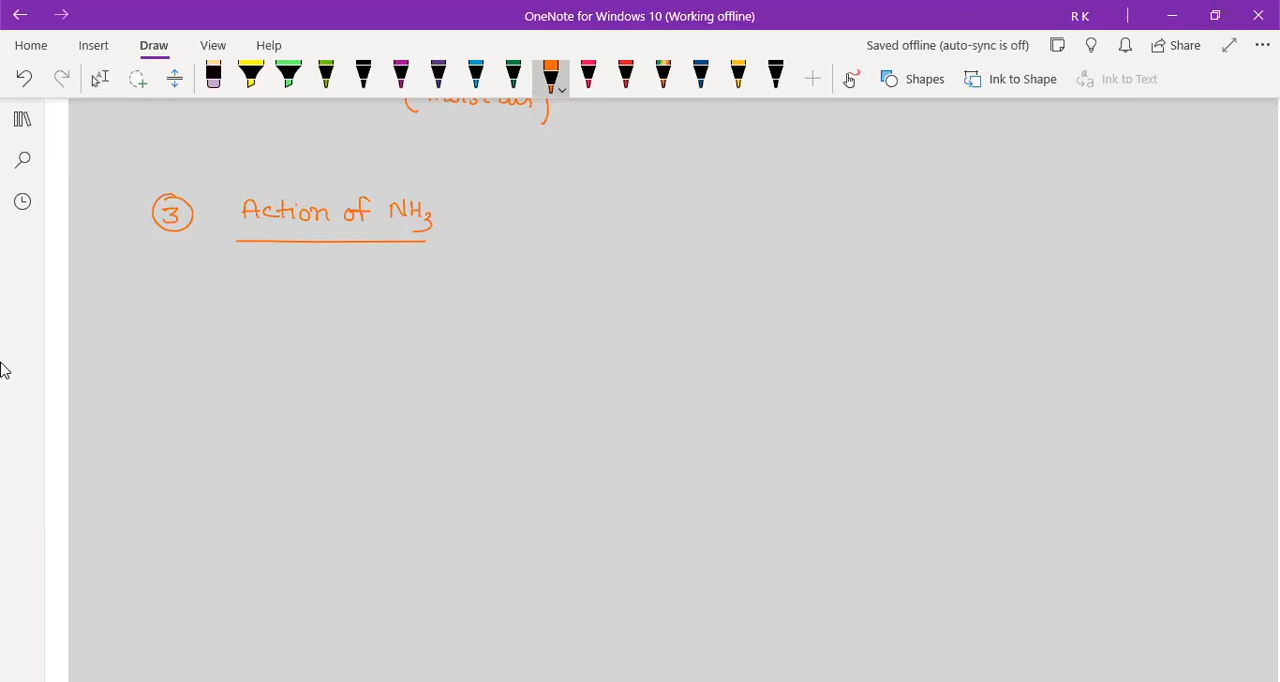 OneNote for Windows 10 (Working offline)
R K
Home Insert Draw View Help
Saved offline (auto-sync is off) Share
Shapes Ink to Shape Ink to Text
3 Action of NH₃